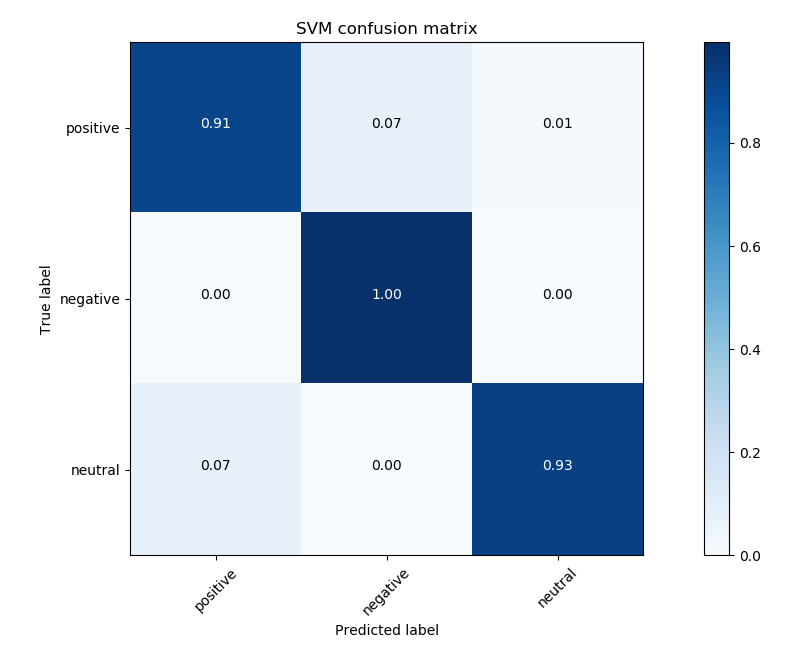 SVM confusion matrix
positive 0.91 0.07 0.01
0.8
0.6
True label
negative 0.00 1.00 0.00
0.4
0.2
neutral 0.07 0.00 0.93
0.0
positive negative neutral
Predicted label